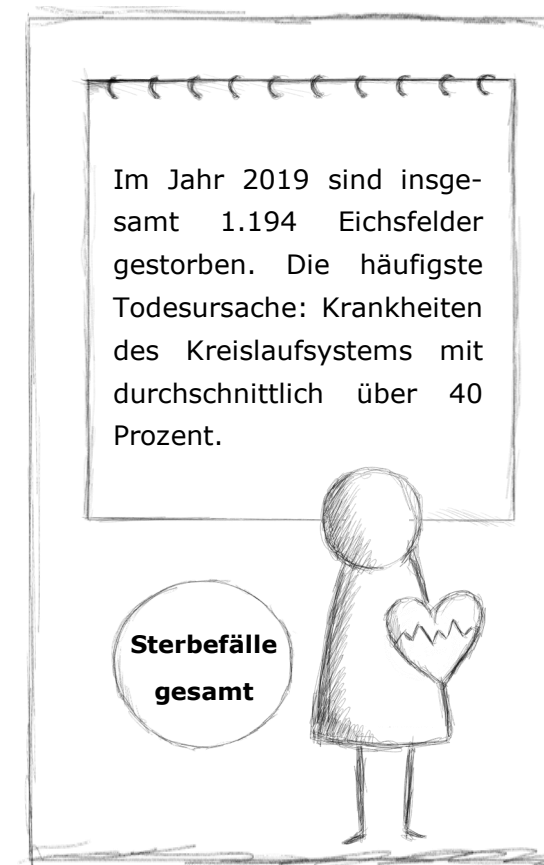 Im Jahr 2019 sind insge-
samt 1.194 Eichsfelder
gestorben. Die häufigste
Todesursache: Krankheiten
des Kreislaufsystems mit
durchschnittlich über 40
Prozent.
Sterbefälle
gesamt